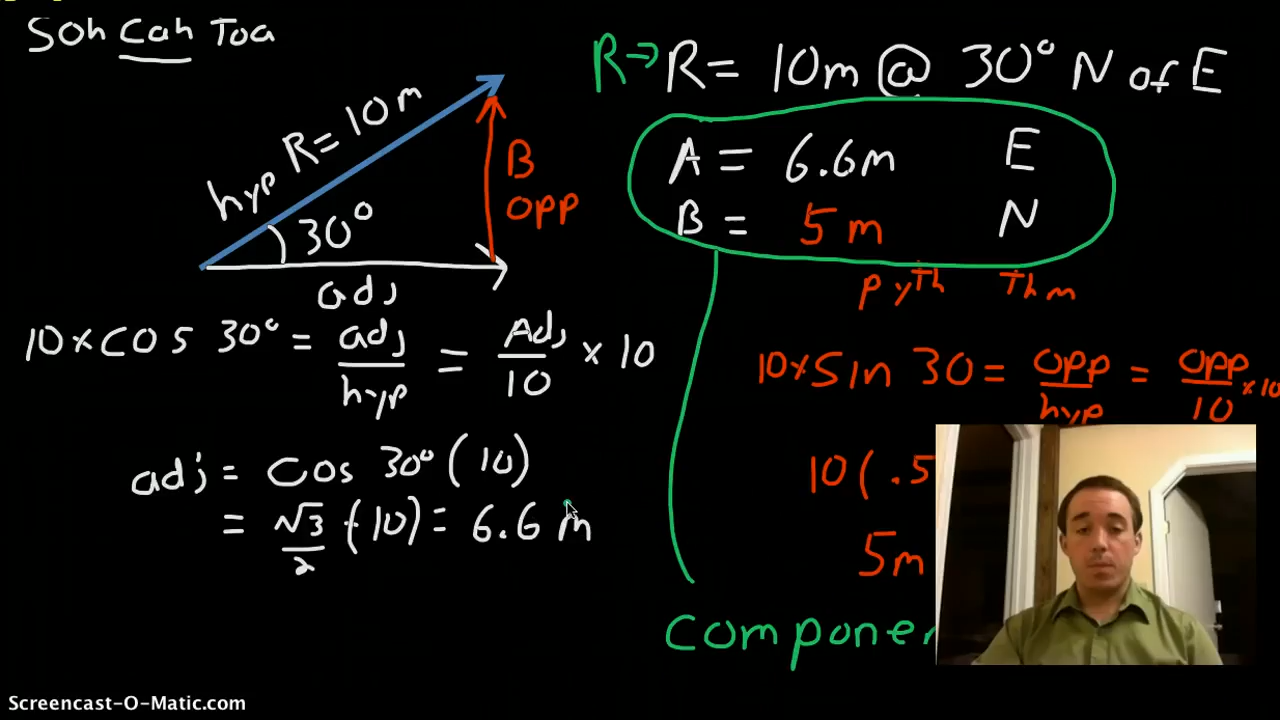 Soh Cah Toa
R→ R = 10m @ 30° N of E
hyp R = 10m
A = 6.6m E
B opp
B = 5m N
30°
adj
pyth thm
10×cos 30° = adj/hyp = Adj/10 × 10
10×sin 30 = opp/hyp = opp/10 ×10
adj = cos 30° (10)
10(.5
= √3/2 (10) = 6.6 m
5m
componen
Screencast-O-Matic.com